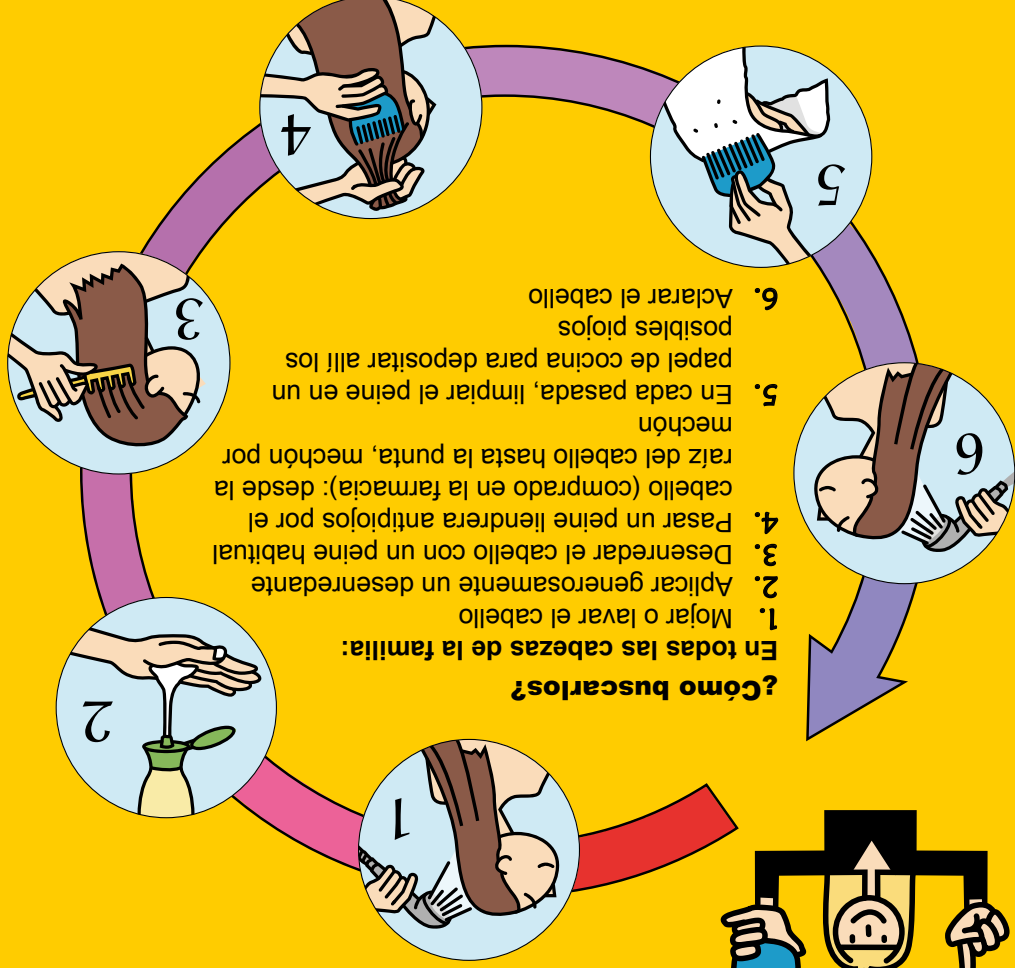 ¿Cómo buscarlos?
En todas las cabezas de la familia:
1. Mojar o lavar el cabello
2. Aplicar generosamente un desenredante
3. Desenredar el cabello con un peine habitual
4. Pasar un peine liendrera antipiojos por el
cabello (comprado en la farmacia): desde la
raíz del cabello hasta la punta, mechón por
mechón
5. En cada pasada, limpiar el peine en un
papel de cocina para depositar allí los
posibles piojos
6. Aclarar el cabello
1
2
3
4
5
6